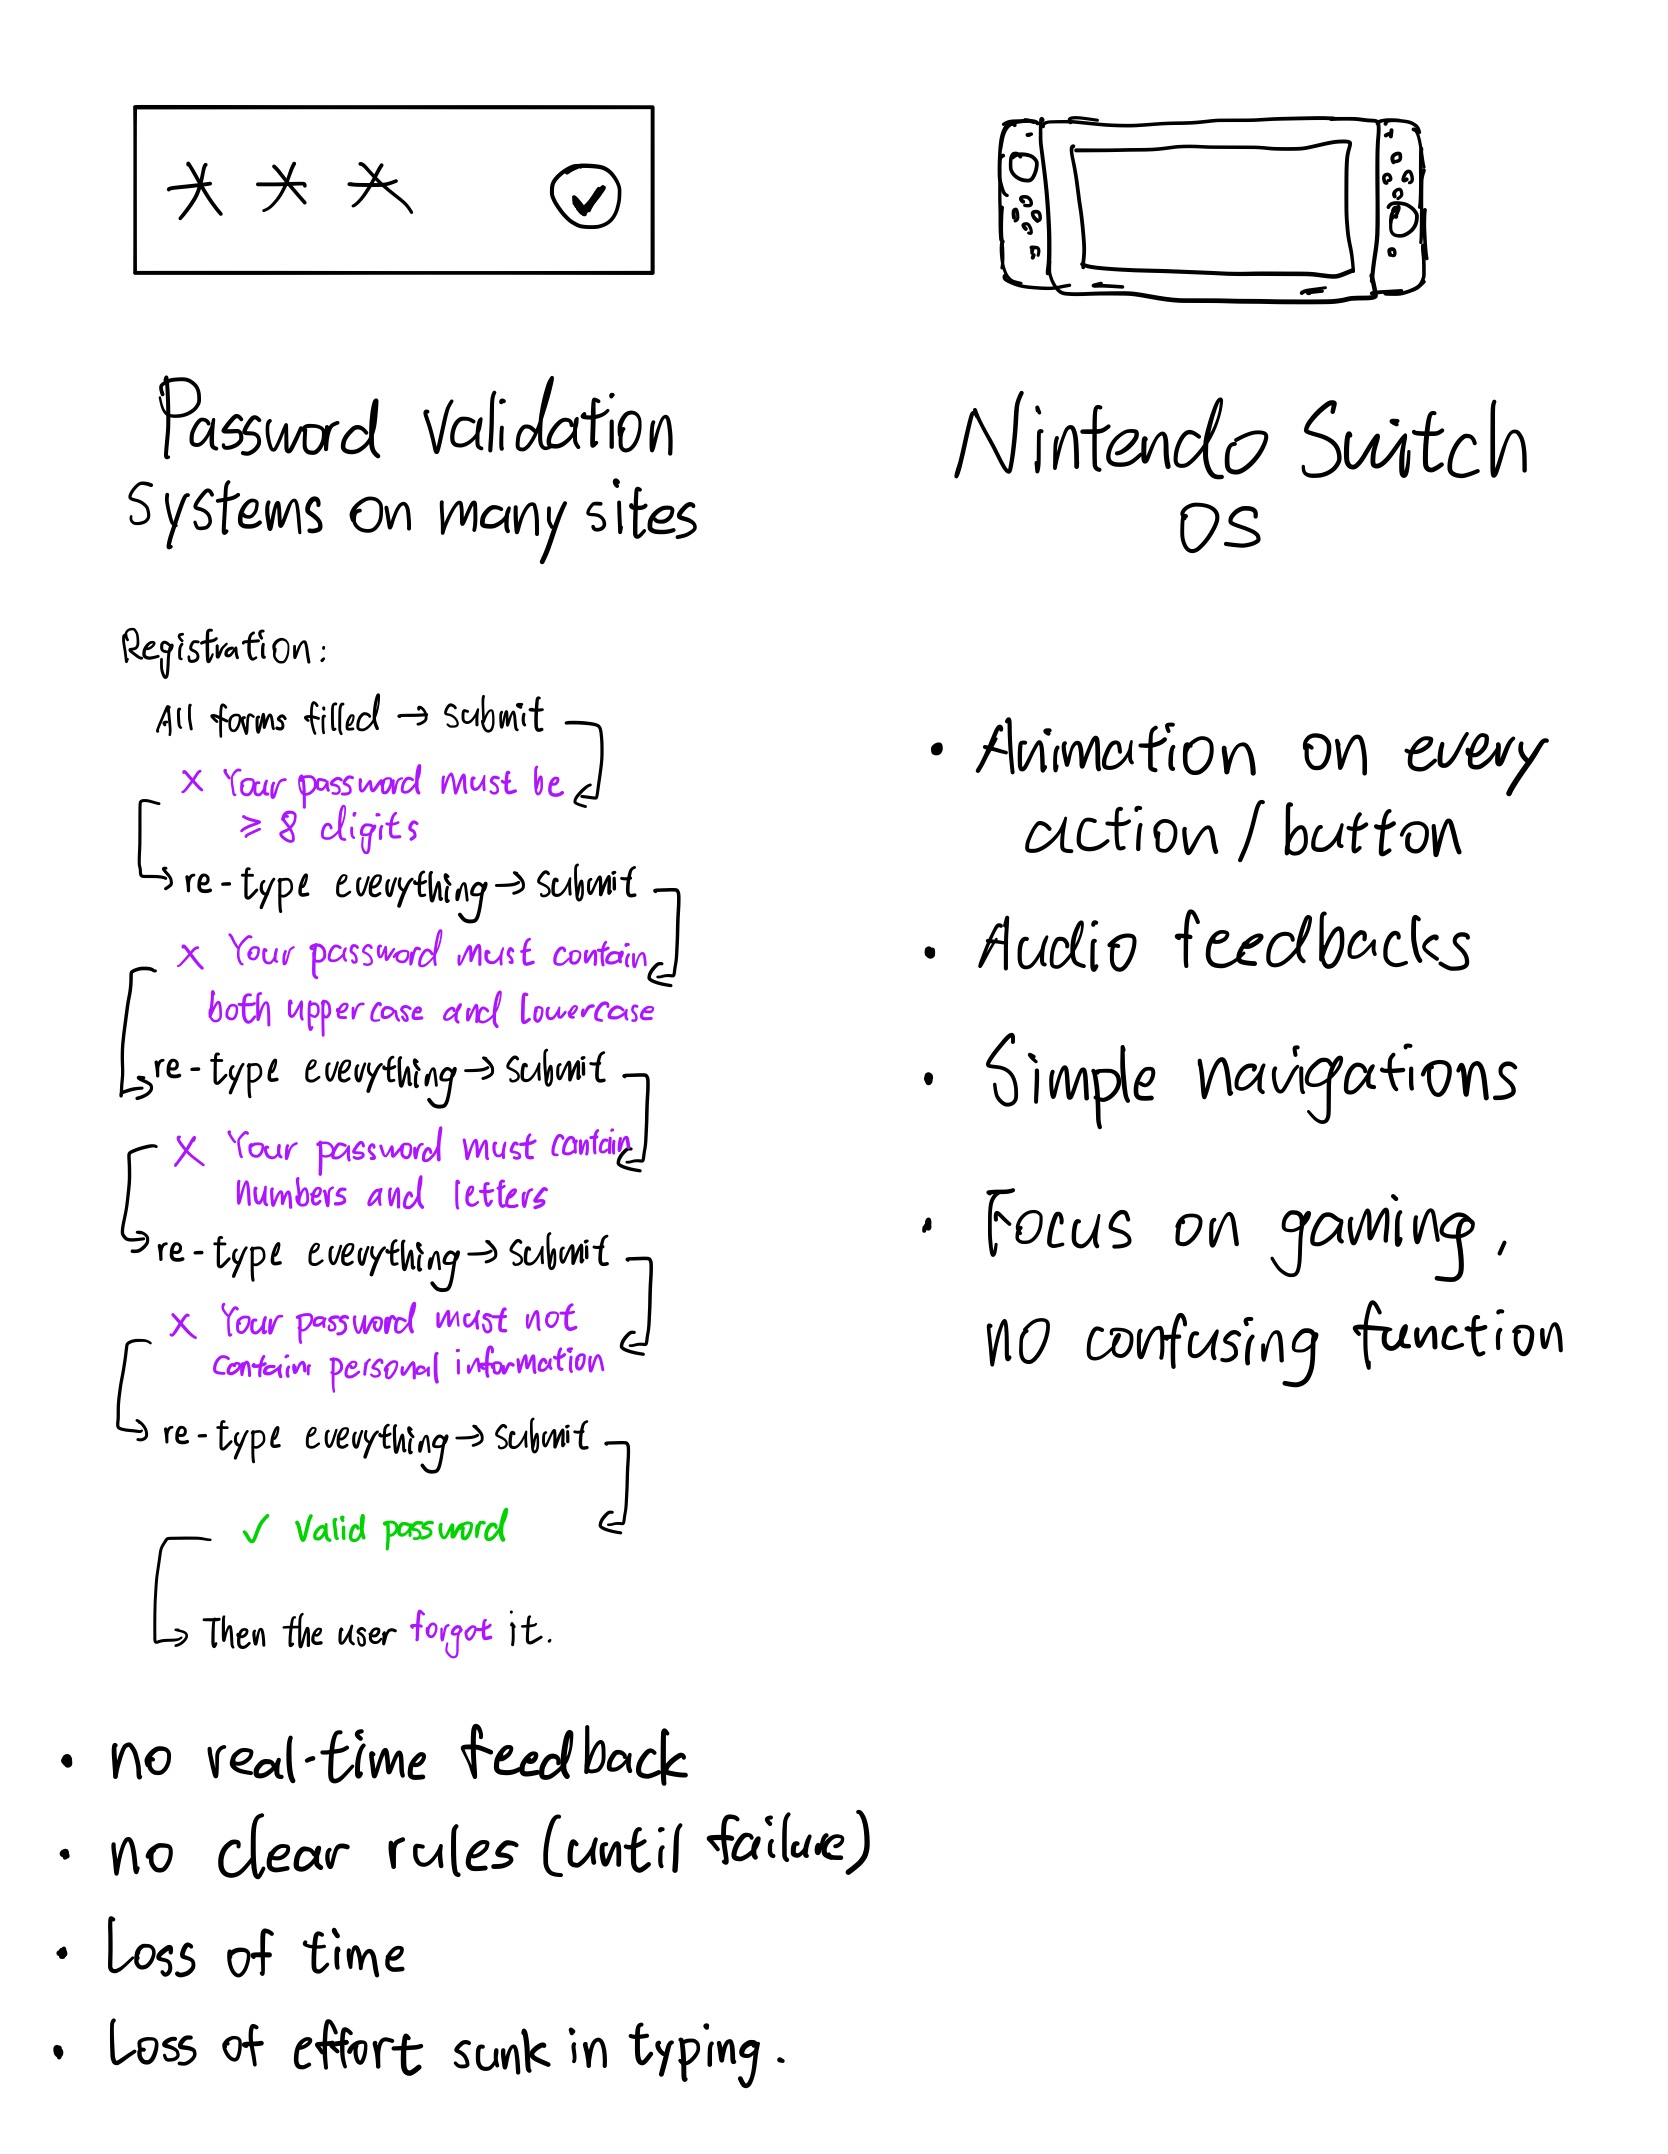 * * *
Password validation
systems on many sites
Registration:
All forms filled → submit
x Your password must be
≥ 8 digits
re-type everything → submit
x Your password must contain
both uppercase and lowercase
re-type everything → submit
x Your password must contain
numbers and letters
re-type everything → submit
x Your password must not
contain personal information
re-type everything → submit
✓ Valid password
Then the user forgot it.
• no real-time feedback
• no clear rules (until failure)
• Loss of time
• Loss of effort sunk in typing.
Nintendo Switch
OS
• Animation on every
action / button
• Audio feedbacks
• Simple navigations
• Focus on gaming,
no confusing function